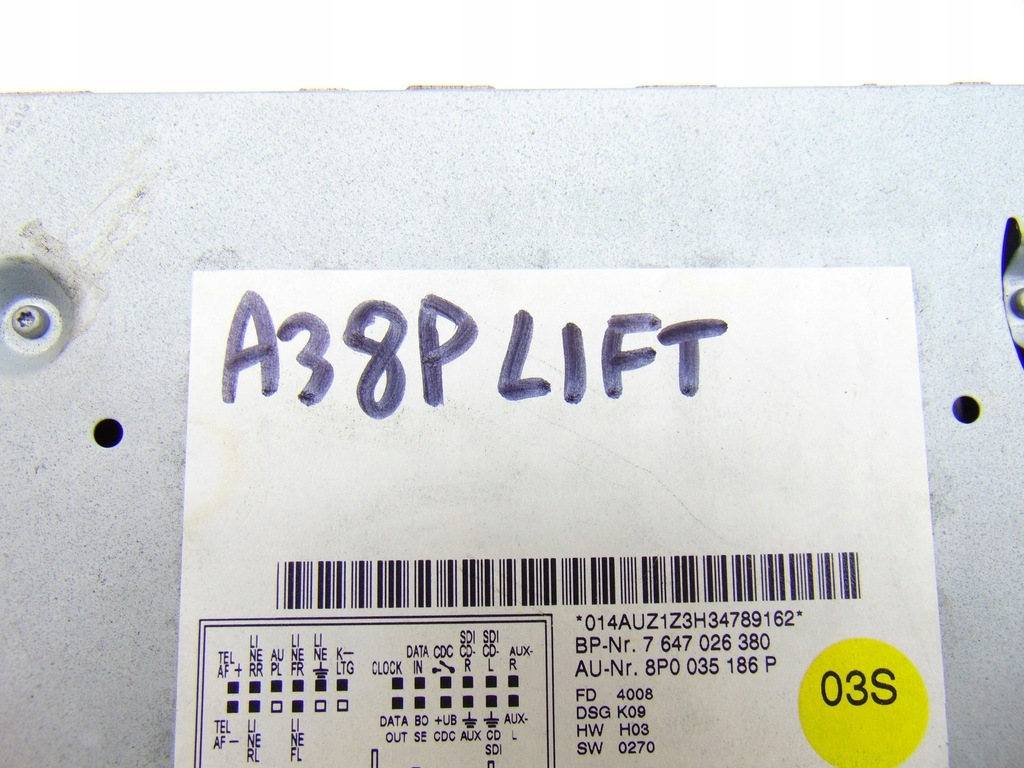 A38P LIFT
*014AUZ1Z3H34789162*
BP-Nr. 7 647 026 380
AU-Nr. 8P0 035 186 P
FD 4008
DSG K09
HW H03
SW 0270
03S
LI LI LI
TEL NE AU NE NE K—
AF + RR PL FR LTG
TEL LI LI
AF — NE NE
RL FL
SDI SDI
DATA CDC CD- CD- AUX-
CLOCK IN R L R
DATA BO +UB AUX-
OUT SE CDC AUX CD L
SDI